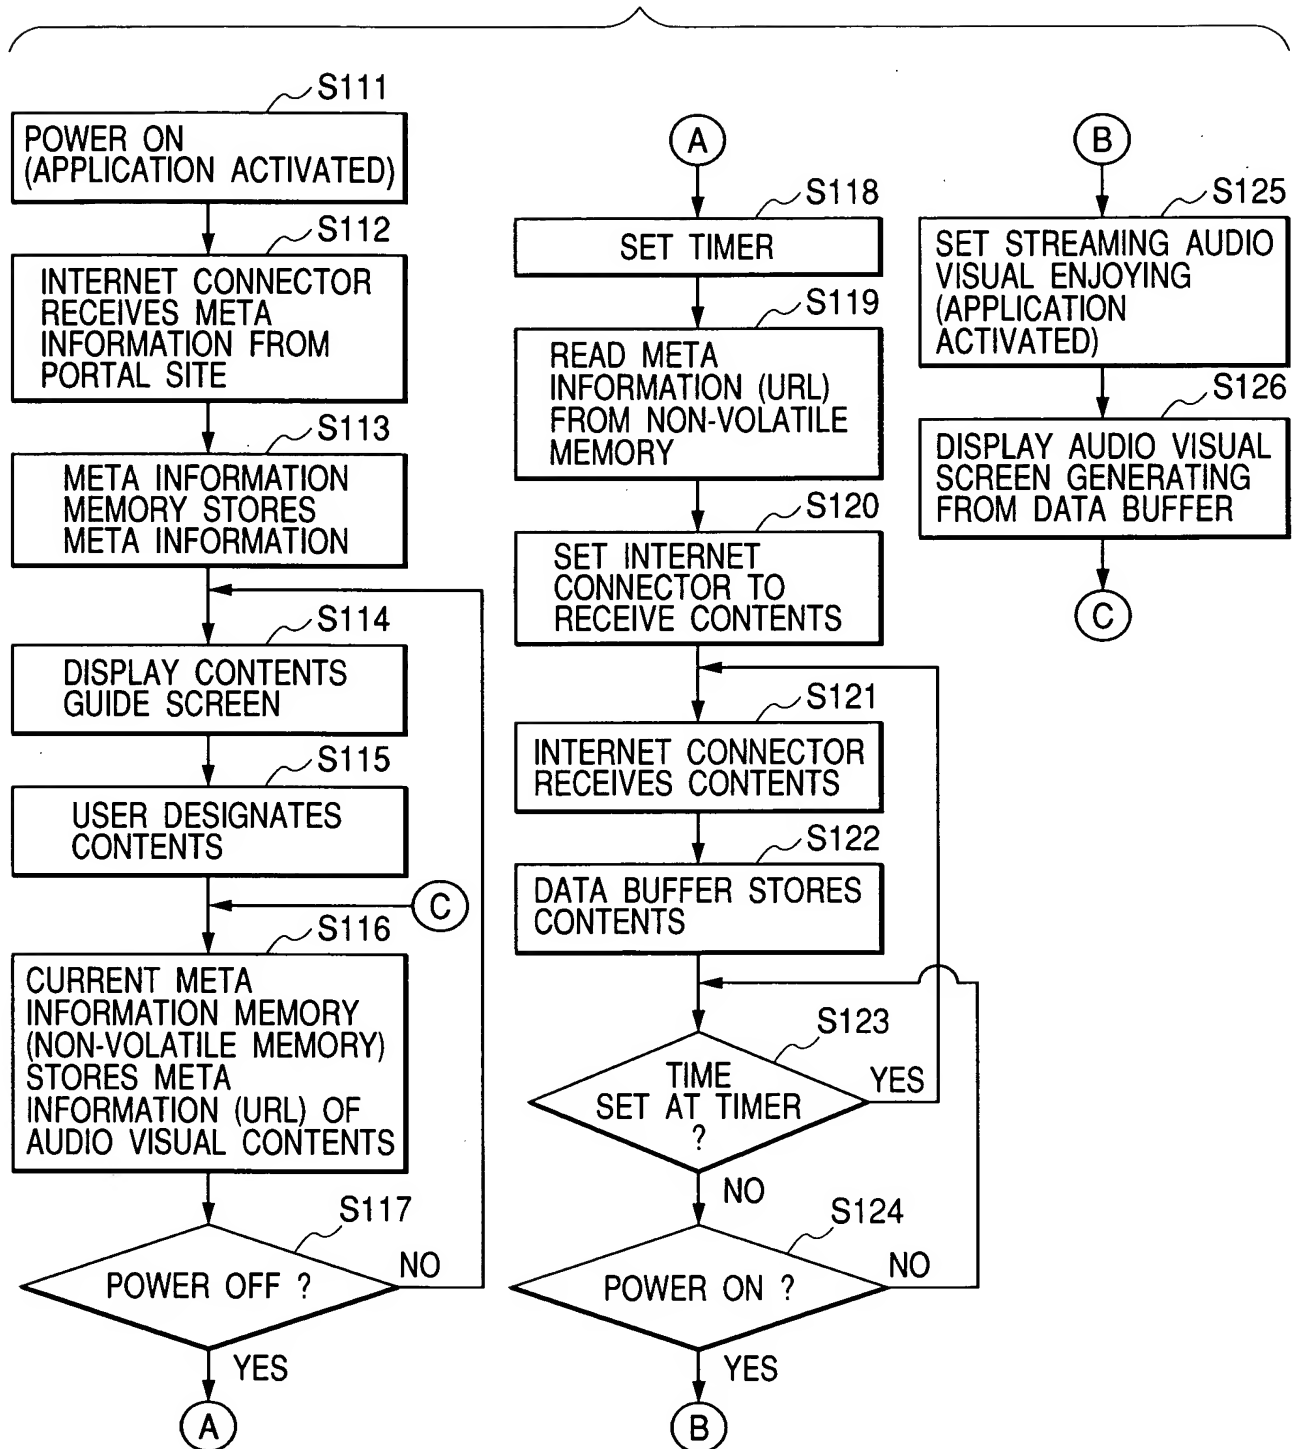 S111
POWER ON
(APPLICATION ACTIVATED)
S112
INTERNET CONNECTOR
RECEIVES META
INFORMATION FROM
PORTAL SITE
S113
META INFORMATION
MEMORY STORES
META INFORMATION
S114
DISPLAY CONTENTS
GUIDE SCREEN
S115
USER DESIGNATES
CONTENTS
C
S116
CURRENT META
INFORMATION MEMORY
(NON-VOLATILE MEMORY)
STORES META
INFORMATION (URL) OF
AUDIO VISUAL CONTENTS
S117
POWER OFF ?
NO
YES
A
A
S118
SET TIMER
S119
READ META
INFORMATION (URL)
FROM NON-VOLATILE
MEMORY
S120
SET INTERNET
CONNECTOR TO
RECEIVE CONTENTS
S121
INTERNET CONNECTOR
RECEIVES CONTENTS
S122
DATA BUFFER STORES
CONTENTS
S123
TIME
SET AT TIMER
?
YES
NO
S124
POWER ON ?
NO
YES
B
B
S125
SET STREAMING AUDIO
VISUAL ENJOYING
(APPLICATION
ACTIVATED)
S126
DISPLAY AUDIO VISUAL
SCREEN GENERATING
FROM DATA BUFFER
C